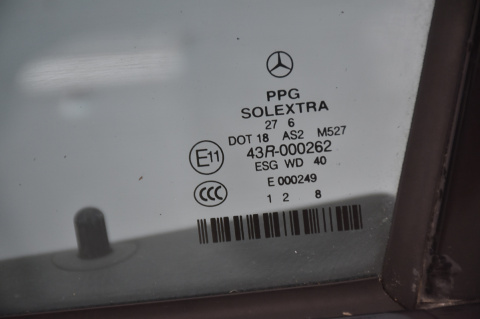 PPG
SOLEXTRA
27 6
DOT 18 AS2 M527
E11 43R-000262
ESG WD 40
CCC E 000249
1 2 8